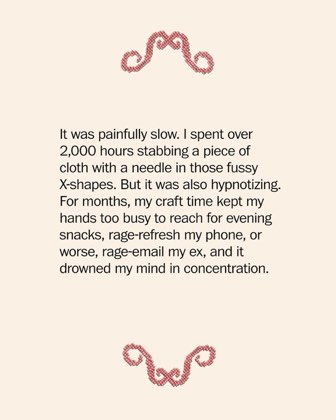 It was painfully slow. I spent over
2,000 hours stabbing a piece of
cloth with a needle in those fussy
X-shapes. But it was also hypnotizing.
For months, my craft time kept my
hands too busy to reach for evening
snacks, rage-refresh my phone, or
worse, rage-email my ex, and it
drowned my mind in concentration.